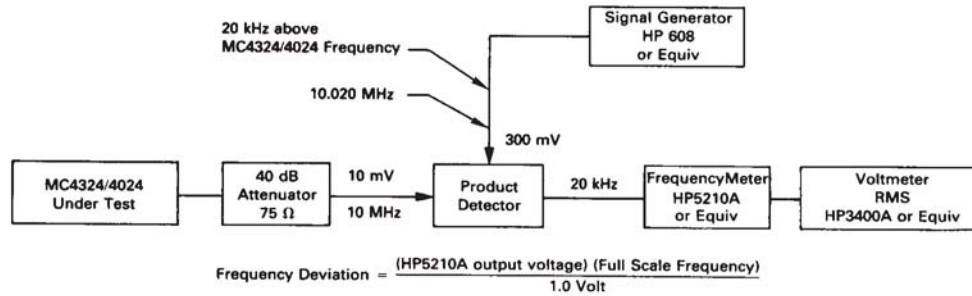 20 kHz above
MC4324/4024 Frequency
10.020 MHz
Signal Generator
HP 608
or Equiv
300 mV
MC4324/4024
Under Test
40 dB
Attenuator
75 Ω
10 mV
10 MHz
Product
Detector
20 kHz
FrequencyMeter
HP5210A
or Equiv
Voltmeter
RMS
HP3400A or Equiv
Frequency Deviation = (HP5210A output voltage) (Full Scale Frequency)
1.0 Volt